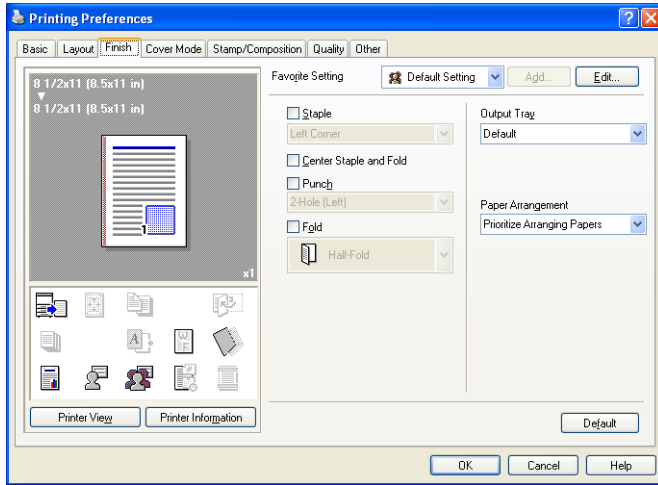 Printing Preferences
Basic Layout Finish Cover Mode Stamp/Composition Quality Other
8 1/2x11 (8.5x11 in)
8 1/2x11 (8.5x11 in)
1
x1
Printer View Printer Information
Favorite Setting Default Setting Add... Edit...
Staple
Left Corner
Center Staple and Fold
Punch
2-Hole (Left)
Fold
Half-Fold
Output Tray
Default
Paper Arrangement
Prioritize Arranging Papers
Default
OK Cancel Help